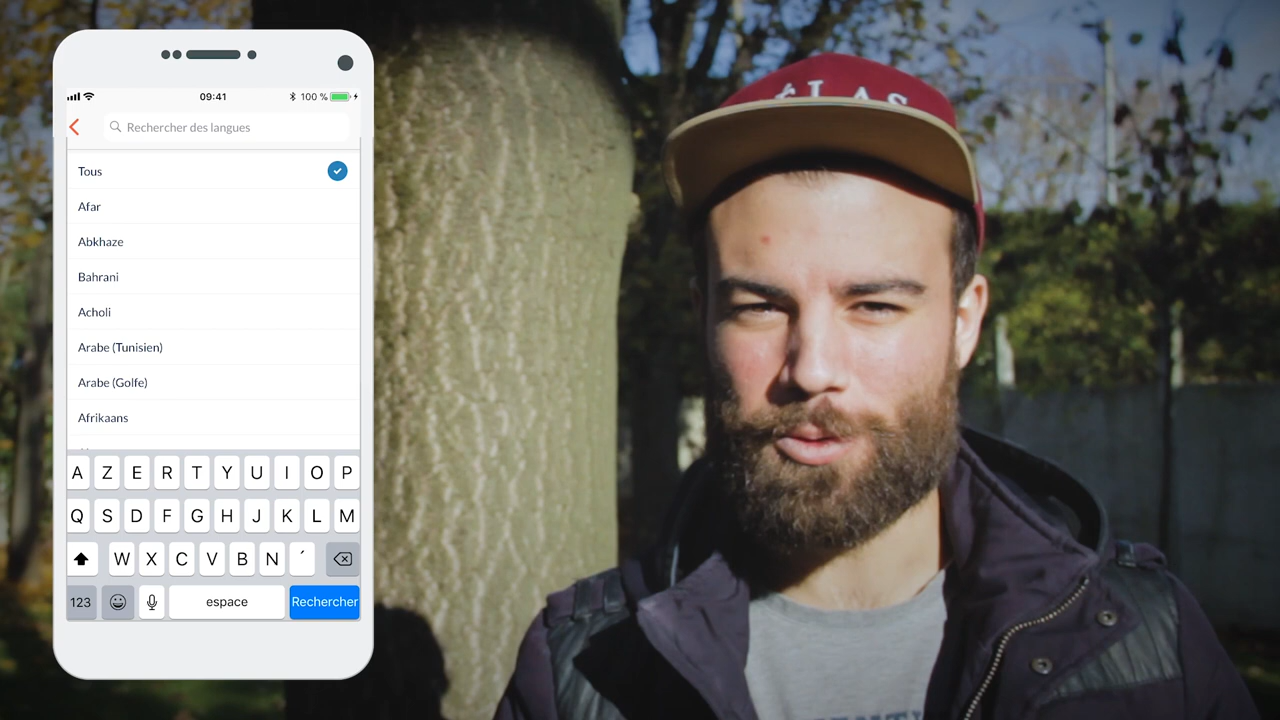 09:41
100 %
Rechercher des langues
Tous
Afar
Abkhaze
Bahrani
Acholi
Arabe (Tunisien)
Arabe (Golfe)
Afrikaans
A Z E R T Y U I O P
Q S D F G H J K L M
W X C V B N ´
123 espace Rechercher